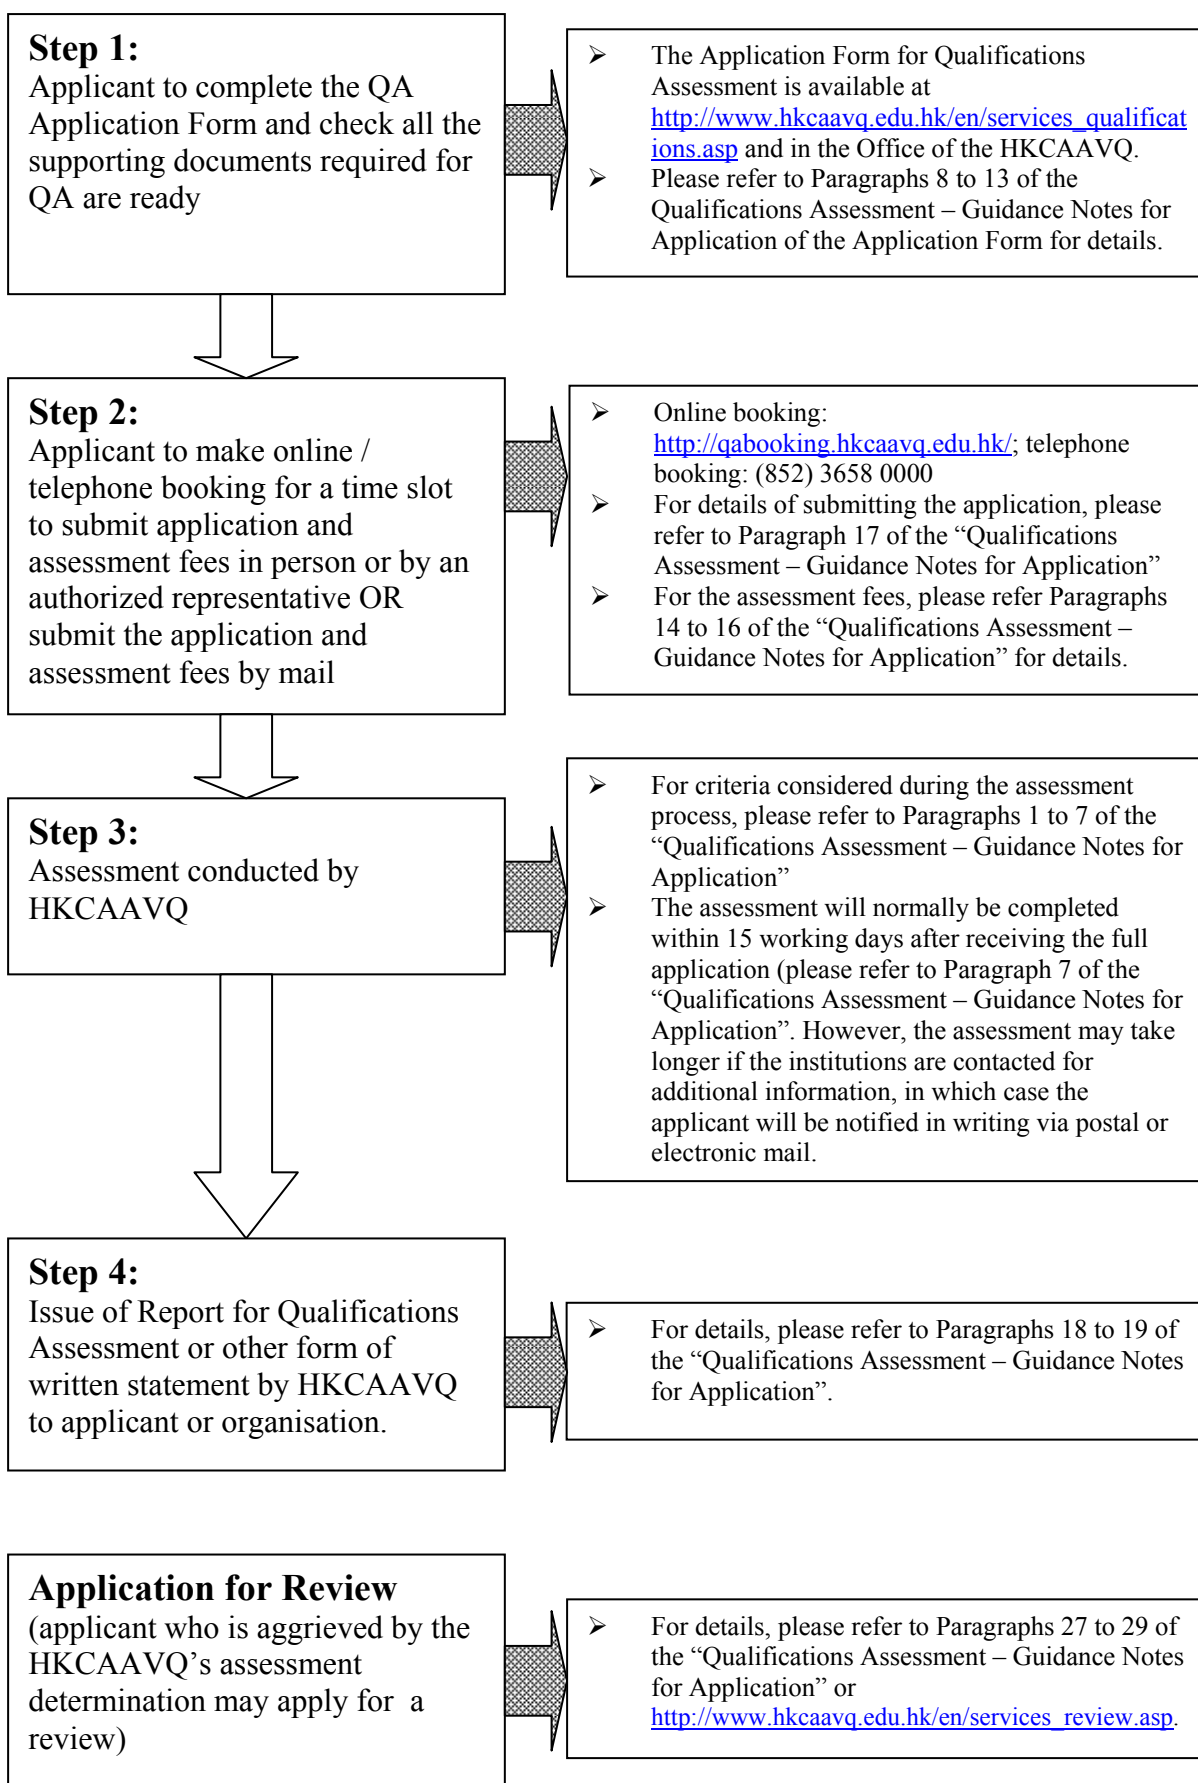 Step 1:
Applicant to complete the QA
Application Form and check all the
supporting documents required for
QA are ready
➢ The Application Form for Qualifications
Assessment is available at
http://www.hkcaavq.edu.hk/en/services_qualificat
ions.asp and in the Office of the HKCAAVQ.
➢ Please refer to Paragraphs 8 to 13 of the
Qualifications Assessment – Guidance Notes for
Application of the Application Form for details.
Step 2:
Applicant to make online /
telephone booking for a time slot
to submit application and
assessment fees in person or by an
authorized representative OR
submit the application and
assessment fees by mail
➢ Online booking:
http://qabooking.hkcaavq.edu.hk/; telephone
booking: (852) 3658 0000
➢ For details of submitting the application, please
refer to Paragraph 17 of the “Qualifications
Assessment – Guidance Notes for Application”
➢ For the assessment fees, please refer Paragraphs
14 to 16 of the “Qualifications Assessment –
Guidance Notes for Application” for details.
Step 3:
Assessment conducted by
HKCAAVQ
➢ For criteria considered during the assessment
process, please refer to Paragraphs 1 to 7 of the
“Qualifications Assessment – Guidance Notes for
Application”
➢ The assessment will normally be completed
within 15 working days after receiving the full
application (please refer to Paragraph 7 of the
“Qualifications Assessment – Guidance Notes for
Application”. However, the assessment may take
longer if the institutions are contacted for
additional information, in which case the
applicant will be notified in writing via postal or
electronic mail.
Step 4:
Issue of Report for Qualifications
Assessment or other form of
written statement by HKCAAVQ
to applicant or organisation.
➢ For details, please refer to Paragraphs 18 to 19 of
the “Qualifications Assessment – Guidance Notes
for Application”.
Application for Review
(applicant who is aggrieved by the
HKCAAVQ’s assessment
determination may apply for a
review)
➢ For details, please refer to Paragraphs 27 to 29 of
the “Qualifications Assessment – Guidance Notes
for Application” or
http://www.hkcaavq.edu.hk/en/services_review.asp.